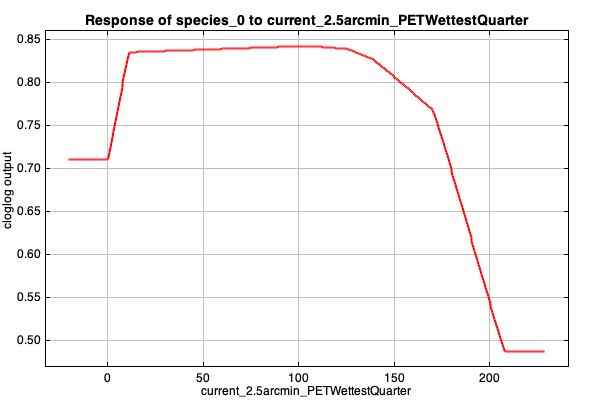 Response of species_0 to current_2.5arcmin_PETWettestQuarter
cloglog output
0.85
0.80
0.75
0.70
0.65
0.60
0.55
0.50
0 50 100 150 200
current_2.5arcmin_PETWettestQuarter